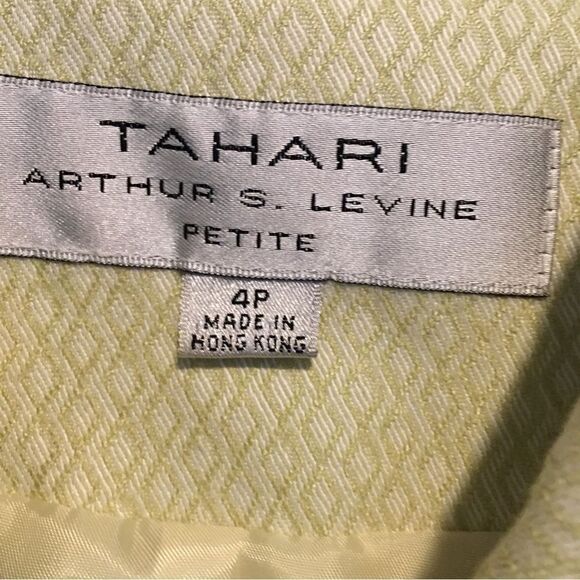 TAHARI
ARTHUR S. LEVINE
PETITE
4P
MADE IN
HONG KONG